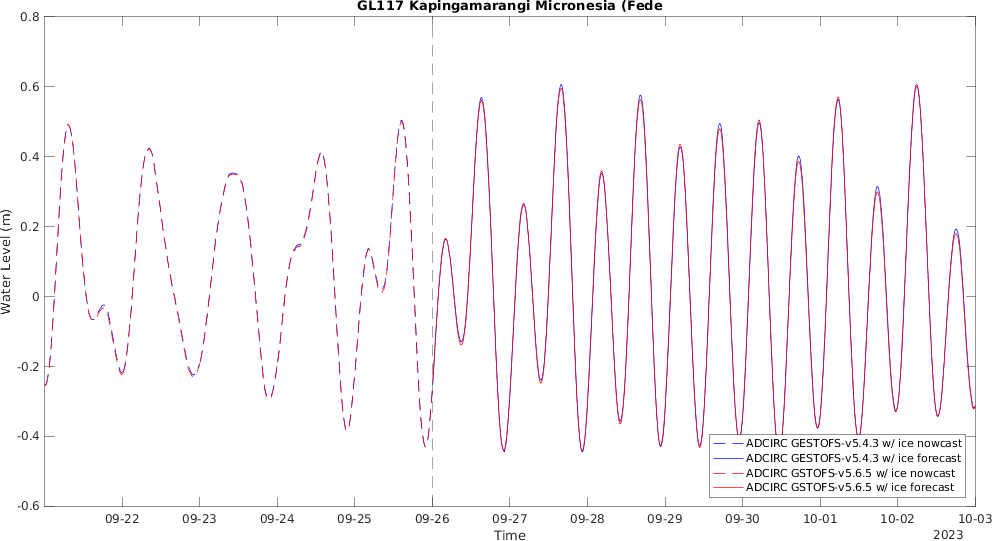 GL117 Kapingamarangi Micronesia (Fede
0.8
0.6
0.4
0.2
0
-0.2
-0.4
-0.6
Water Level (m)
ADCIRC GESTOFS-v5.4.3 w/ ice nowcast
ADCIRC GESTOFS-v5.4.3 w/ ice forecast
ADCIRC GSTOFS-v5.6.5 w/ ice nowcast
ADCIRC GSTOFS-v5.6.5 w/ ice forecast
09-22 09-23 09-24 09-25 09-26 09-27 09-28 09-29 09-30 10-01 10-02 10-03
Time
2023